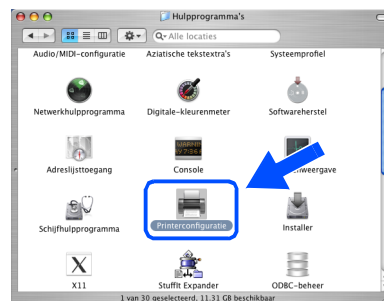 Hulpprogramma's
Alle locaties
Audio/MIDI-configuratie
Aziatische tekstextra's
Systeemprofiel
Netwerkhulpprogramma
Digitale-kleurenmeter
Softwareherstel
Adreslijsttoegang
Console
weergave
Schijfhulpprogramma
Printerconfiguratie
Installer
X11
StuffIt Expander
ODBC-beheer
1 van 30 geselecteerd, 11,31 GB beschikbaar